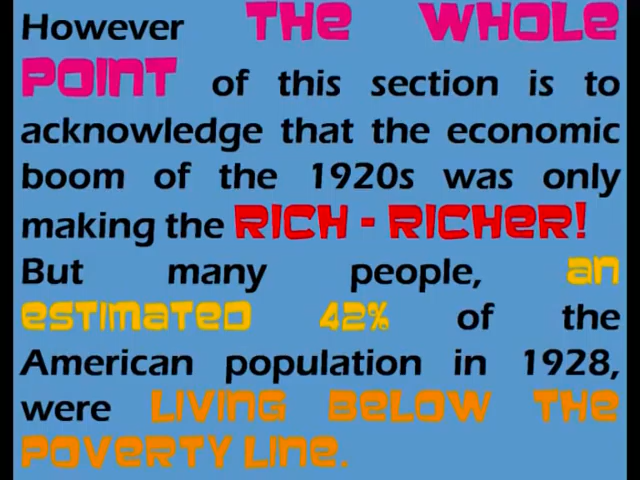 However THE WHOLE
POINT of this section is to
acknowledge that the economic
boom of the 1920s was only
making the RICH - RICHER!
But many people, an
estimated 42% of the
American population in 1928,
were LIVING BELOW THE
POVERTY LINE.